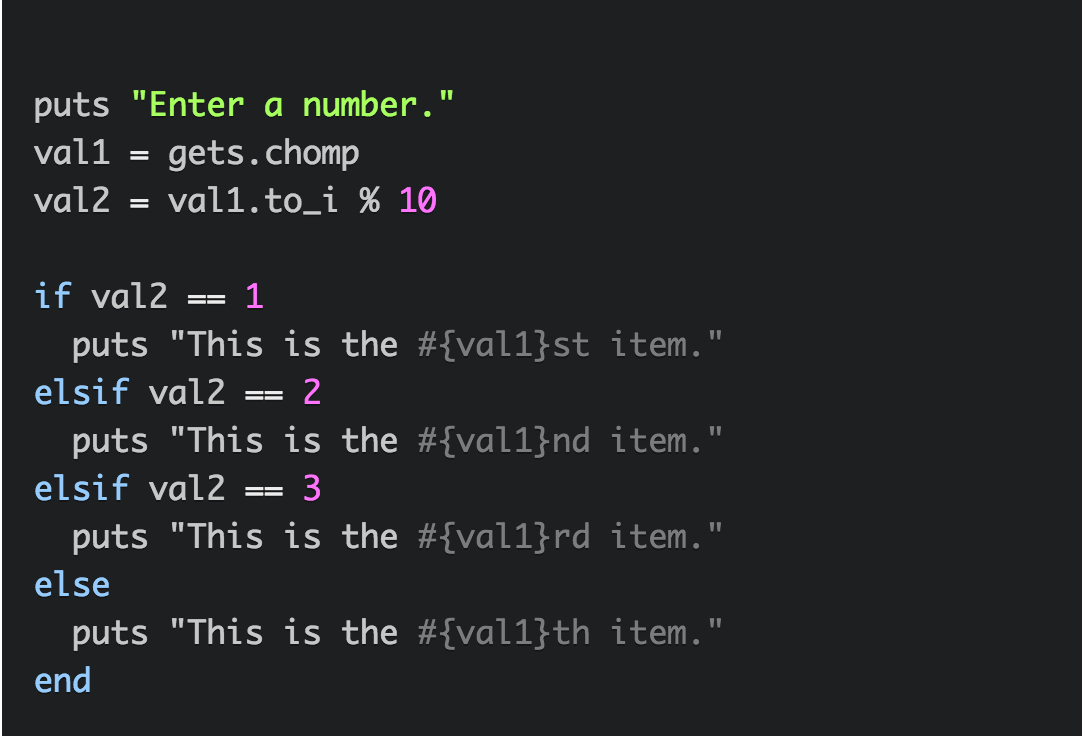 puts "Enter a number."
val1 = gets.chomp
val2 = val1.to_i % 10

if val2 == 1
  puts "This is the #{val1}st item."
elsif val2 == 2
  puts "This is the #{val1}nd item."
elsif val2 == 3
  puts "This is the #{val1}rd item."
else
  puts "This is the #{val1}th item."
end